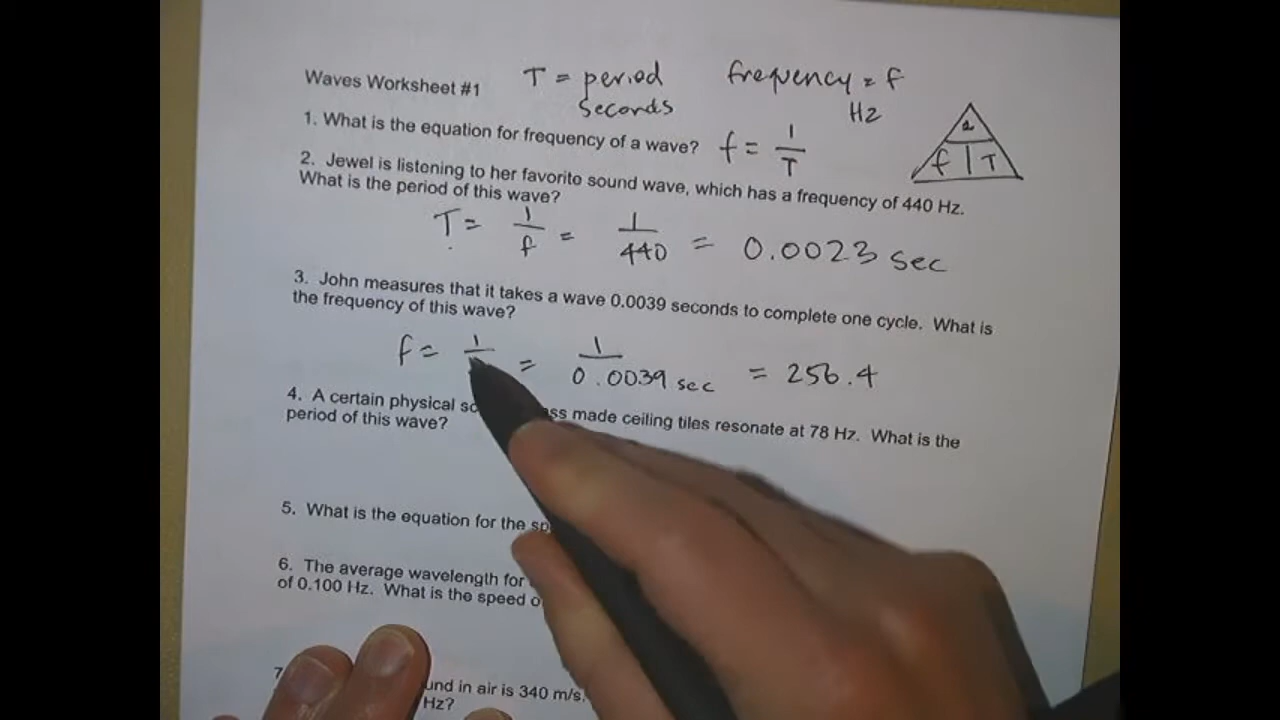 Waves Worksheet #1 T = period frequency = f
seconds Hz
1. What is the equation for frequency of a wave? f = 1/T
2
f | T
2. Jewel is listening to her favorito sound wave, which has a frequency of 440 Hz.
What is the period of this wave?
T = 1/f = 1/440 = 0.0023 sec
3. John measures that it takes a wave 0.0039 seconds to complete one cycle. What is
the frequency of this wave?
f = 1/ = 1/0.0039 sec = 256.4
4. A certain physical made ceiling tiles resonate at 78 Hz. What is the
period of this wave?
5. What is the equation for the
6. The average wavelength for
of 0.100 Hz. What is the speed
7
in air is 340 m/s.
Hz?